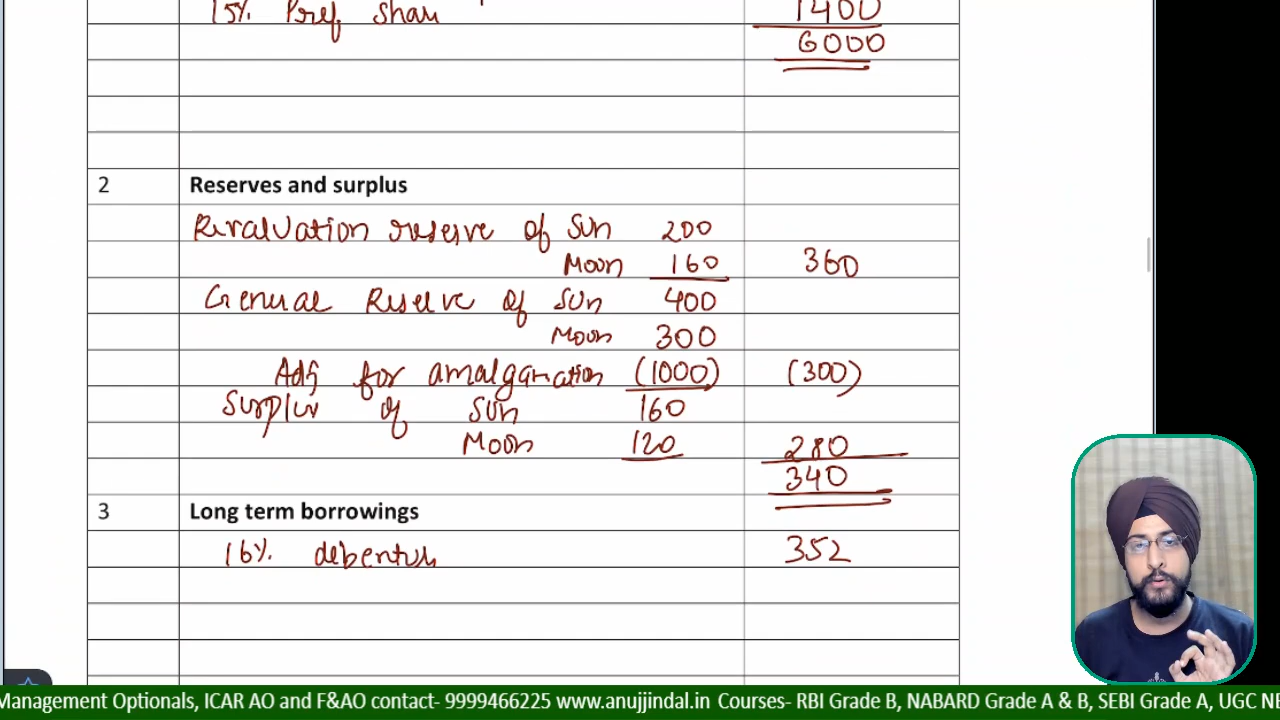 15% Pref Shan 1400
6000
2 Reserves and surplus
Revaluation reserve of Sun 200
Moon 160 360
General Reserve of Sun 400
Moon 300
Adj for amalgamation (1000) (300)
Surplus of Sun 160
Moon 120 280
340
3 Long term borrowings
16% debentus 352
Management Optionals, ICAR AO and F&AO contact- 9999466225 www.anujjindal.in Courses- RBI Grade B, NABARD Grade A & B, SEBI Grade A, UGC NE